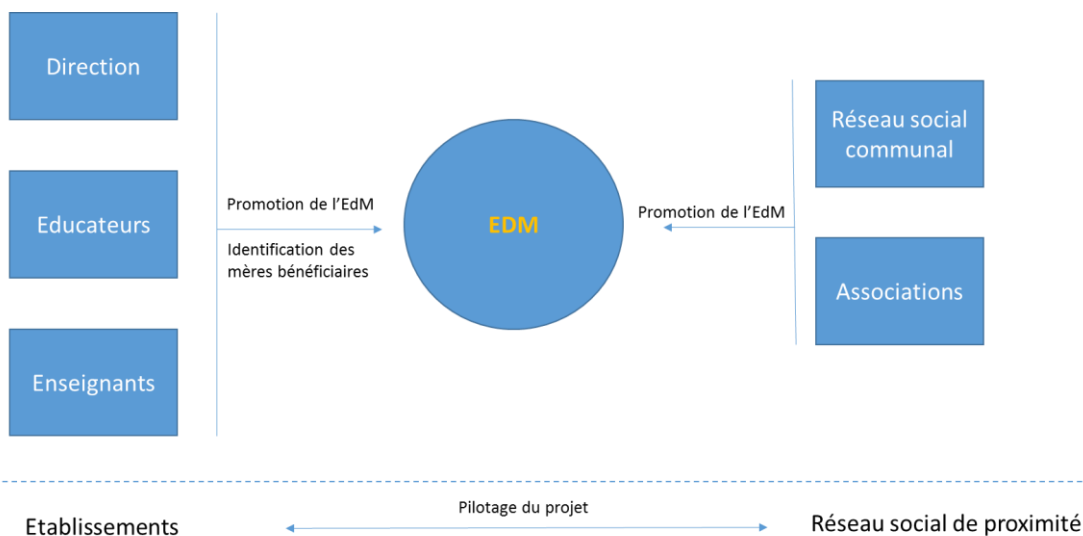 Direction
Educateurs
Enseignants
Promotion de l’EdM
Identification des
mères bénéficiaires
EDM
Promotion de l’EdM
Réseau social
communal
Associations
Pilotage du projet
Etablissements
Réseau social de proximité